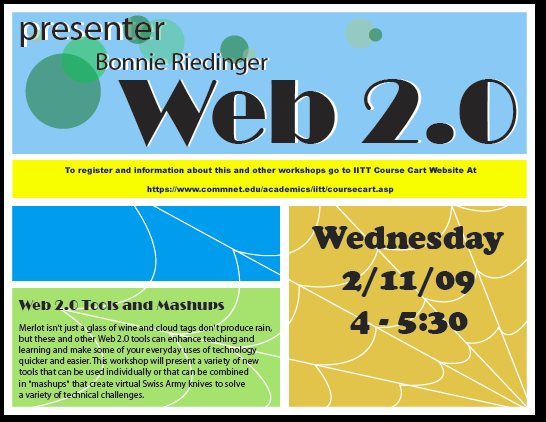 presenter
Bonnie Riedinger
Web 2.0
To register and information about this and other workshops go to IITT Course Cart Website At
https://www.commnet.edu/academics/iitt/coursecart.asp
Wednesday
2/11/09
4 - 5:30
Web 2.0 Tools and Mashups
Merlot isn't just a glass of wine and cloud tags don't produce rain,
but these and other Web 2.0 tools can enhance teaching and
learning and make some of your everyday uses of technology
quicker and easier. This workshop will present a variety of new
tools that can be used individually or that can be combined
in "mashups" that create virtual Swiss Army knives to solve
a variety of technical challenges.